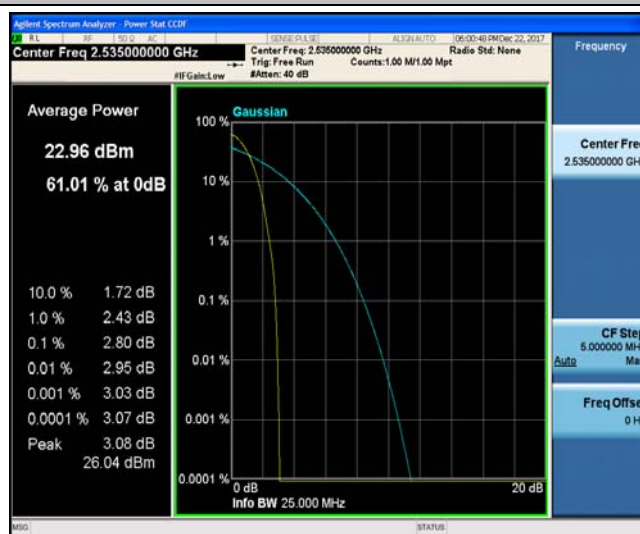 Agilent Spectrum Analyzer - Power Stat CCDF
RL RF 50 Ω AC SENSE:PULSE ALIGN AUTO 06:00:48 PM Dec 22, 2017
Center Freq 2.535000000 GHz
Center Freq: 2.535000000 GHz Radio Std: None
Trig: Free Run Counts:1.00 M/1.00 Mpt
#IFGain:Low #Atten: 40 dB
Frequency
Average Power
22.96 dBm
61.01 % at 0dB
10.0 % 1.72 dB
1.0 % 2.43 dB
0.1 % 2.80 dB
0.01 % 2.95 dB
0.001 % 3.03 dB
0.0001 % 3.07 dB
Peak 3.08 dB
26.04 dBm
Gaussian
100 %
10 %
1 %
0.1 %
0.01 %
0.001 %
0.0001 %
0 dB 20 dB
Info BW 25.000 MHz
Center Fre
2.535000000 GH
CF Step
5.000000 MH
Auto Ma
Freq Offse
0 H
MSG STATUS